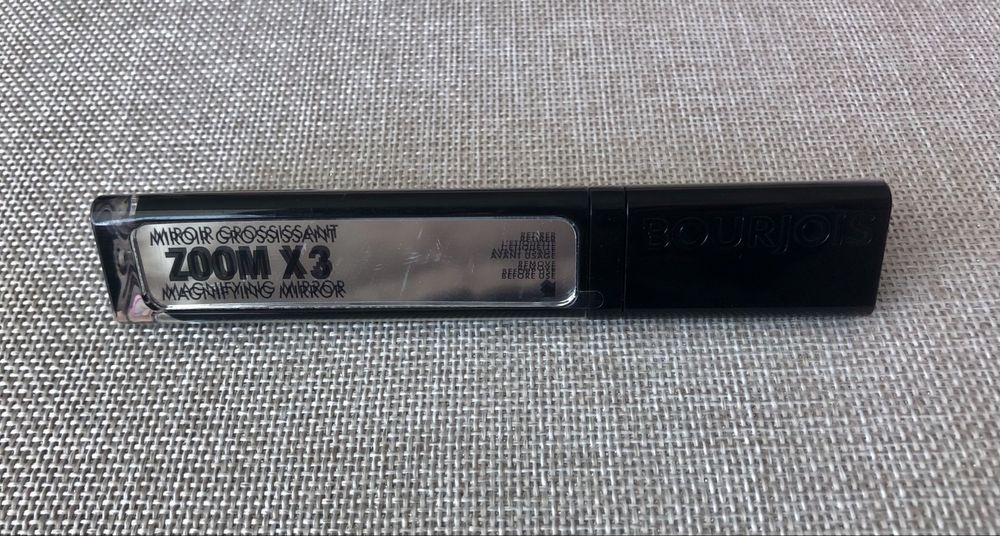 MIROIR GROSSISSANT
ZOOM X3
MAGNIFYING MIRROR
RETIRER
L'ETIQUETTE
AVANT USAGE
REMOVE
BEFORE USE
BOURJOIS